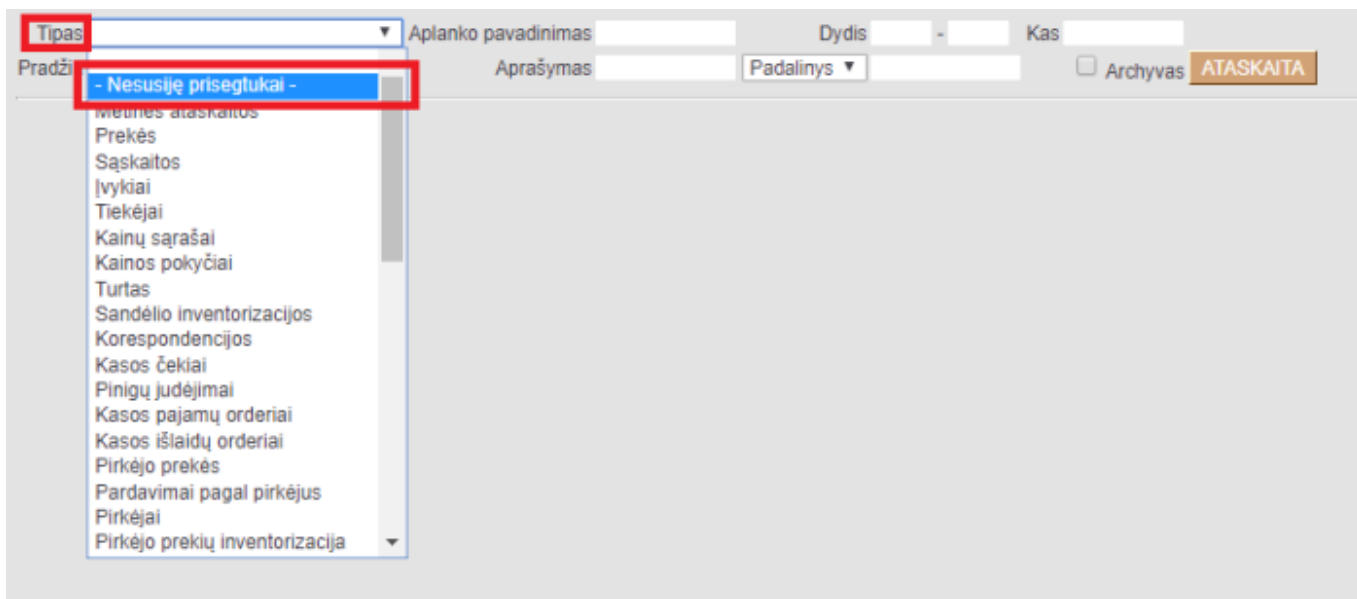 Tipas Aplanko pavadinimas Dydis - Kas
Pradži Aprašymas Padalinys Archyvas ATASKAITA
- Nesusiję prisegtukai -
Metinės ataskaitos
Prekės
Sąskaitos
Įvykiai
Tiekėjai
Kainų sąrašai
Kainos pokyčiai
Turtas
Sandėlio inventorizacijos
Korespondencijos
Kasos čekiai
Pinigų judėjimai
Kasos pajamų orderiai
Kasos išlaidų orderiai
Pirkėjo prekės
Pardavimai pagal pirkėjus
Pirkėjai
Pirkėjo prekių inventorizacija